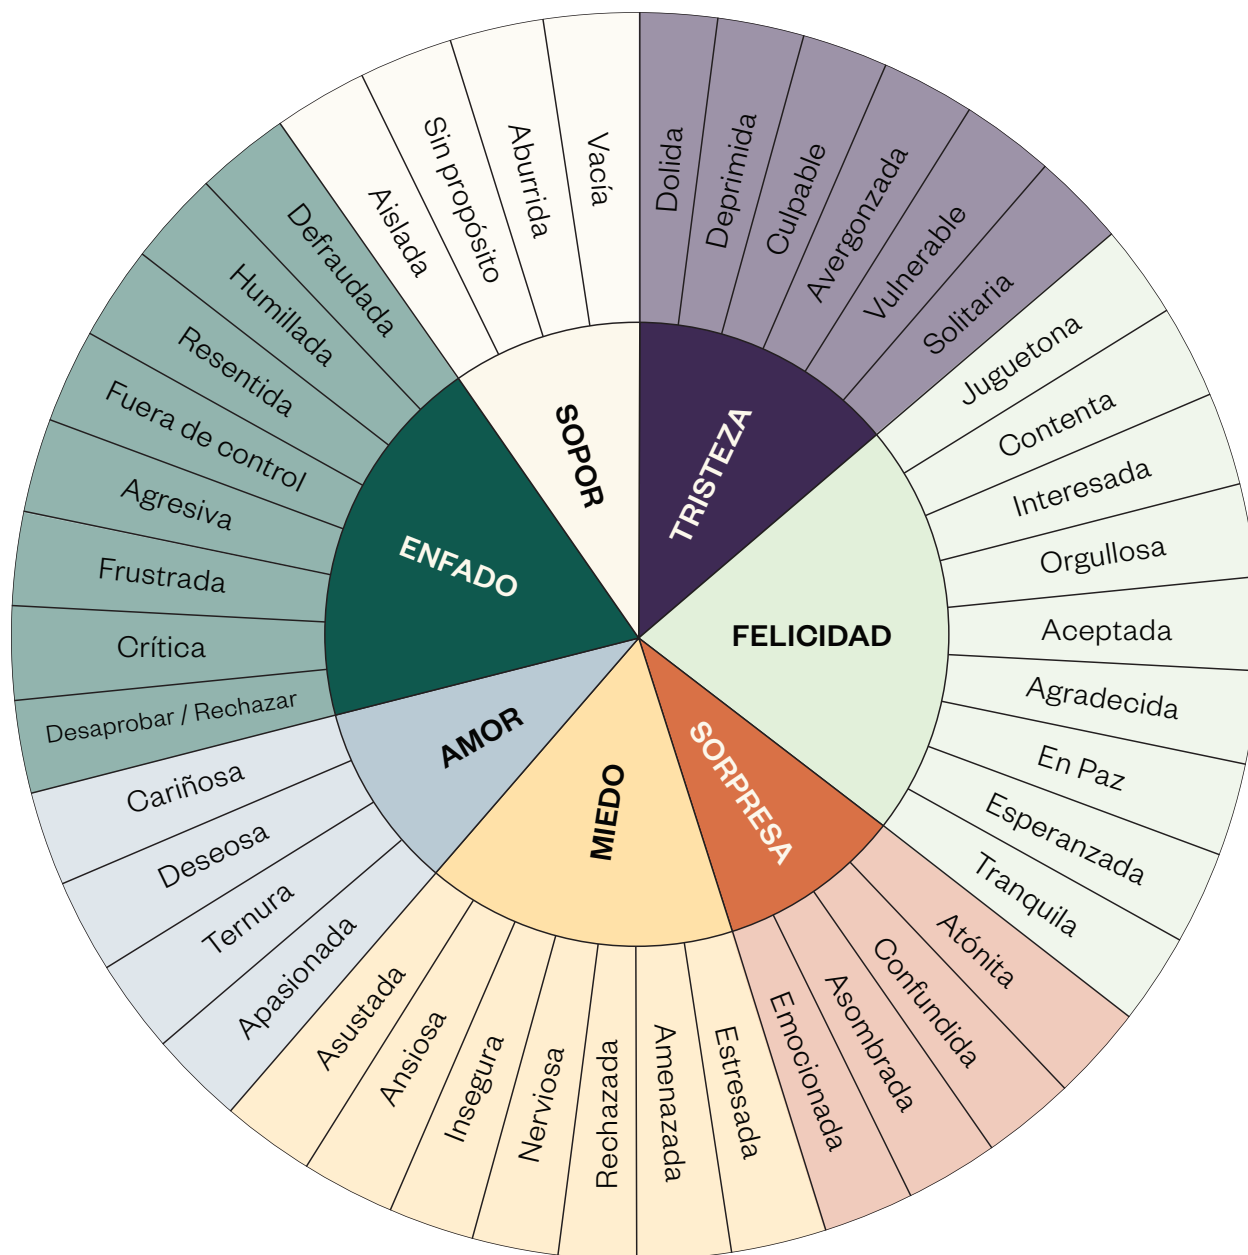 TRISTEZA
Dolida
Deprimida
Culpable
Avergonzada
Vulnerable
Solitaria
FELICIDAD
Juguetona
Contenta
Interesada
Orgullosa
Aceptada
Agradecida
En Paz
Esperanzada
Tranquila
SORPRESA
Atónita
Confundida
Asombrada
Emocionada
MIEDO
Estresada
Amenazada
Rechazada
Nerviosa
Insegura
Ansiosa
Asustada
AMOR
Apasionada
Ternura
Deseosa
Cariñosa
ENFADO
Desaprobar / Rechazar
Crítica
Frustrada
Agresiva
Fuera de control
Resentida
Humillada
Defraudada
SOPOR
Aislada
Sin propósito
Aburrida
Vacía